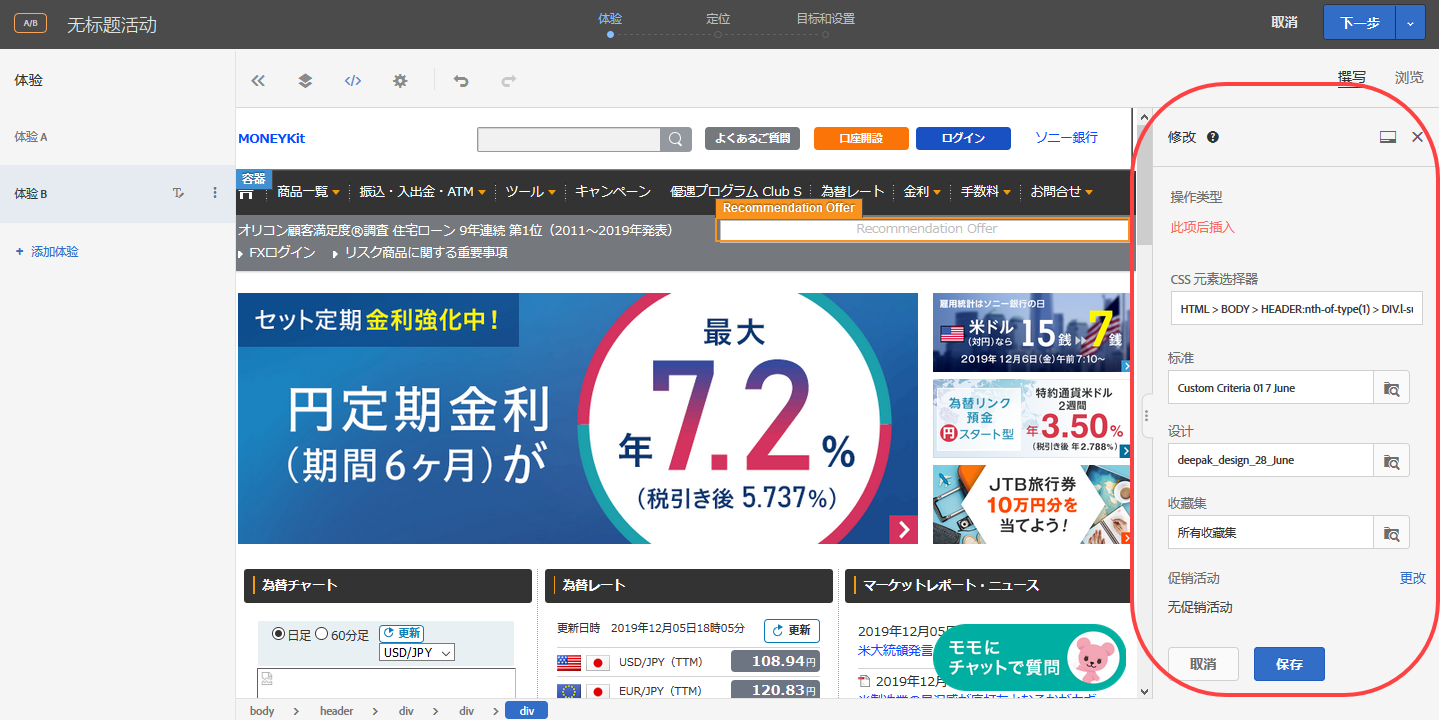 A/B
无标题活动
体验
定位
目标和设置
取消
下一步
体验
撰写
浏览
体验 A
体验 B
+ 添加体验
MONEYKit
よくあるご質問
口座開設
ログイン
ソニー銀行
容器
商品一覧
振込・入出金・ATM
ツール
キャンペーン
優遇プログラム Club S
為替レート
金利
手数料
お問合せ
Recommendation Offer
Recommendation Offer
オリコン顧客満足度®調査 住宅ローン 9年連続 第1位（2011～2019年発表）
FXログイン
リスク商品に関する重要事項
セット定期 金利強化中！
円定期金利
（期間6ヶ月）が
最大
年7.2%
（税引き後 5.737%）
雇用統計はソニー銀行の日
米ドル
（対円）なら
15銭
7銭
2019年12月6日(金)午前7:10～
為替リンク
預金
円スタート型
特約通貨米ドル
2週間
年3.50%
（税引き後 年2.788%）
JTB旅行券
10万円分を
当てよう！
為替チャート
為替レート
マーケットレポート・ニュース
日足
60分足
更新
USD/JPY
更新日時 2019年12月05日18時05分
更新
USD/JPY（TTM）
108.94円
EUR/JPY（TTM）
120.83円
2019年12月05日
米大統領発言
2019年12月
モモに
チャットで質問
body
header
div
div
div
修改
操作类型
此项后插入
CSS 元素选择器
HTML > BODY > HEADER:nth-of-type(1) > DIV.l-su
标准
Custom Criteria 017 June
设计
deepak_design_28_June
收藏集
所有收藏集
促销活动
更改
无促销活动
取消
保存